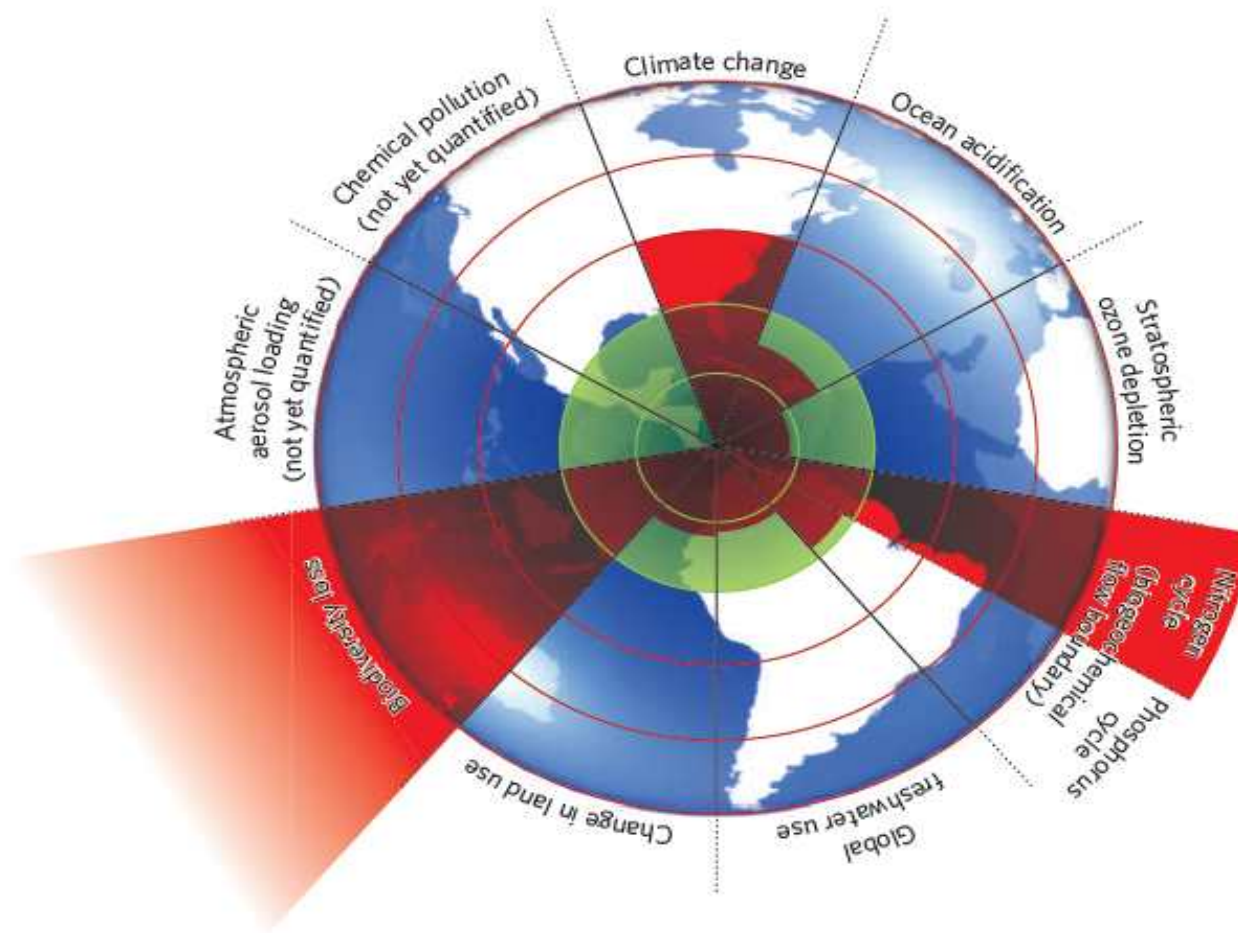 Climate change
Ocean acidification
Stratospheric
ozone depletion
Nitrogen
cycle
(biogeochemical
flow boundary)
Phosphorus
cycle
Global
freshwater use
Change in land use
Biodiversity loss
Atmospheric
aerosol loading
(not yet quantified)
Chemical pollution
(not yet quantified)